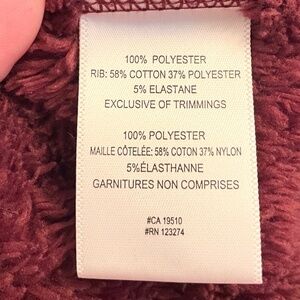 100% POLYESTER
RIB: 58% COTTON 37% POLYESTER
5% ELASTANE
EXCLUSIVE OF TRIMMINGS
100% POLYESTER
MAILLE CÔTELÉE: 58% COTON 37% NYLON
5%ÉLASTHANNE
GARNITURES NON COMPRISES
#CA 19510
#RN 123274